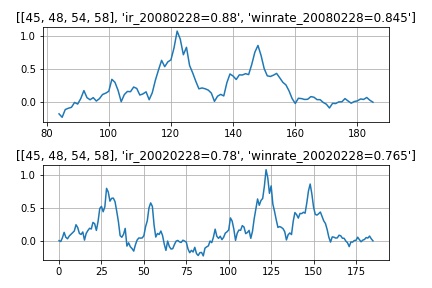 [[45, 48, 54, 58], 'ir_20080228=0.88', 'winrate_20080228=0.845']
1.0
0.5
0.0
80 100 120 140 160 180
[[45, 48, 54, 58], 'ir_20020228=0.78', 'winrate_20020228=0.765']
1.0
0.5
0.0
0 25 50 75 100 125 150 175